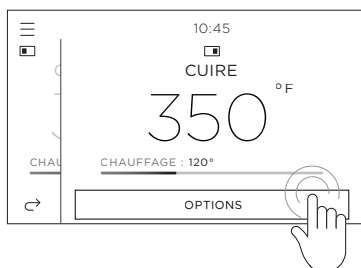 10:45
CUIRE
350 °F
CHAU
CHAUFFAGE : 120°
OPTIONS